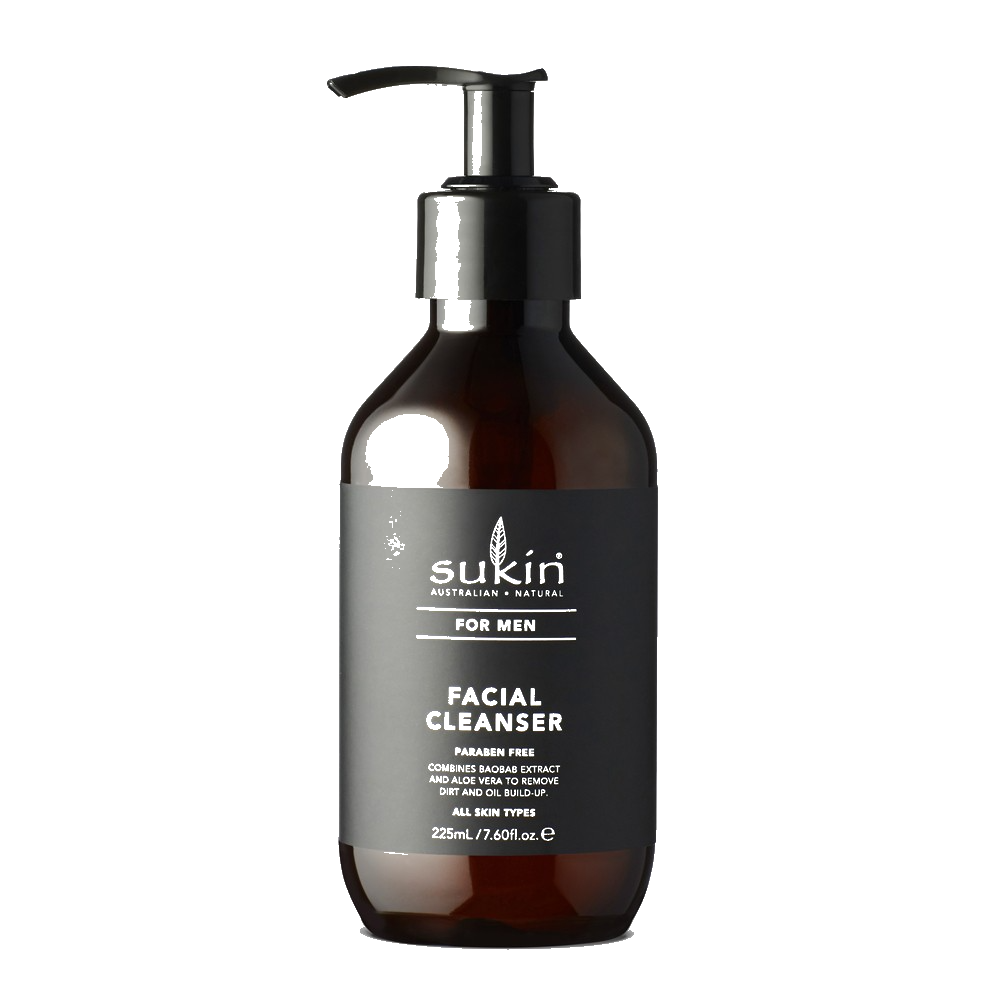 sukin®
AUSTRALIAN • NATURAL
FOR MEN
FACIAL
CLEANSER
PARABEN FREE
COMBINES BAOBAB EXTRACT
AND ALOE VERA TO REMOVE
DIRT AND OIL BUILD-UP.
ALL SKIN TYPES
225mL/7.60fl.oz.℮